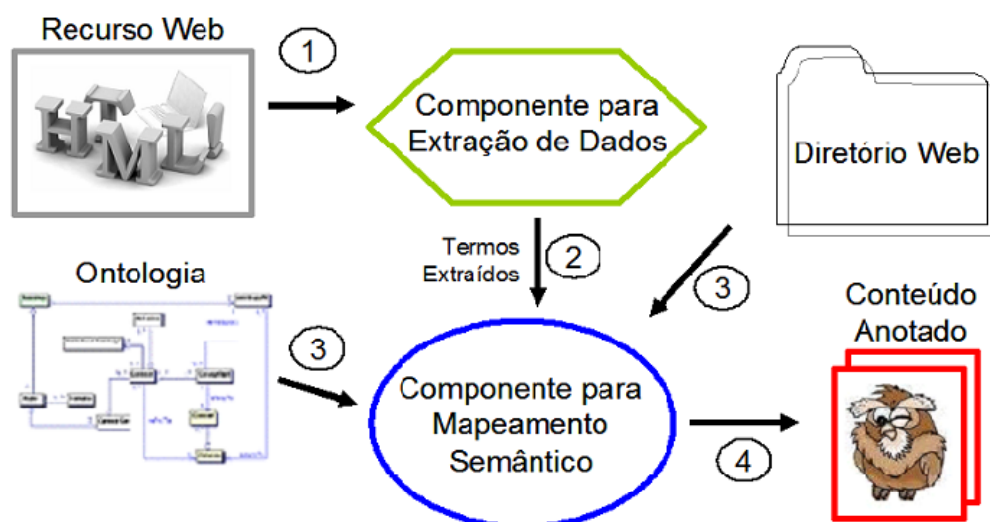 Recurso Web
1
HTML!
Componente para
Extração de Dados
Diretório Web
Termos
Extraídos
2
3
Ontologia
3
Conteúdo
Anotado
Componente para
Mapeamento
Semântico
4